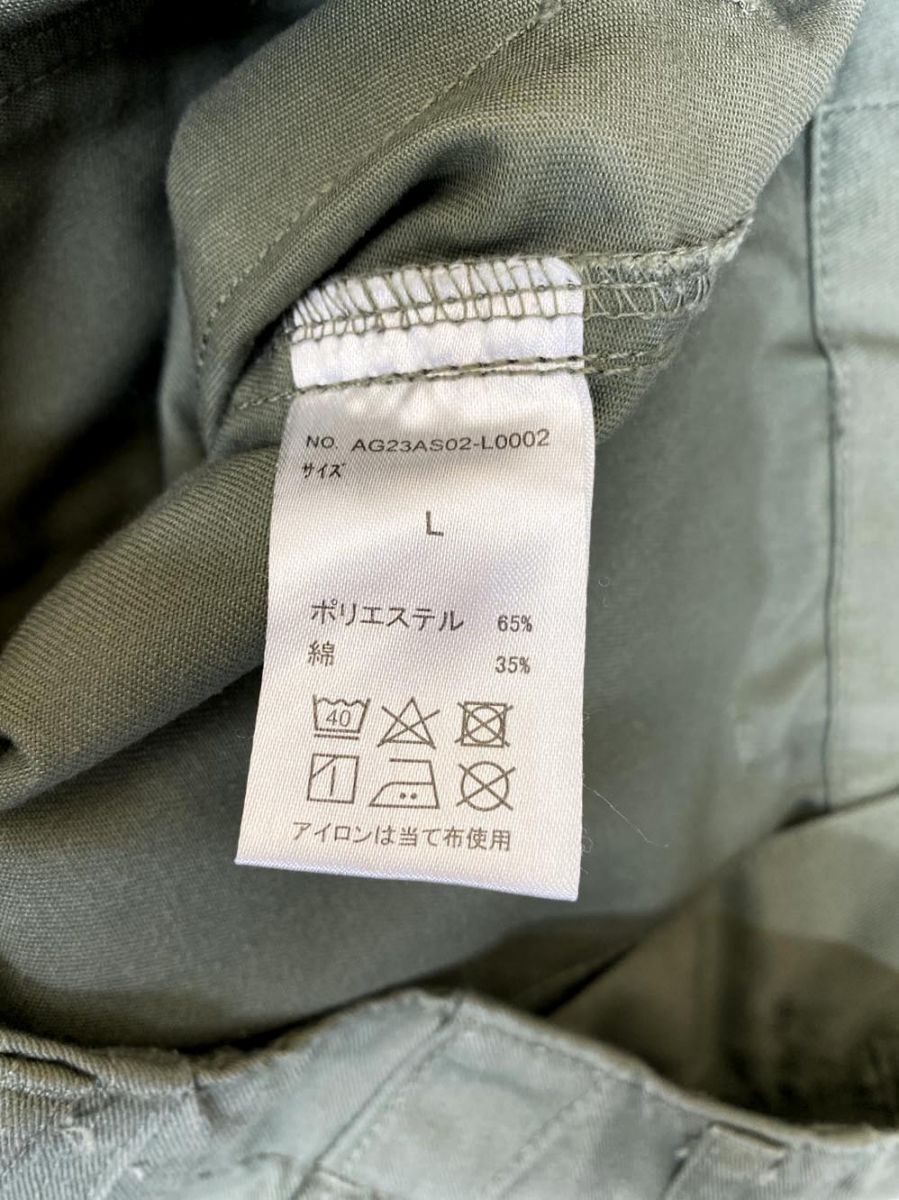 NO. AG23AS02-L0002
サイズ
L
ポリエステル 65%
綿 35%
40
アイロンは当て布使用